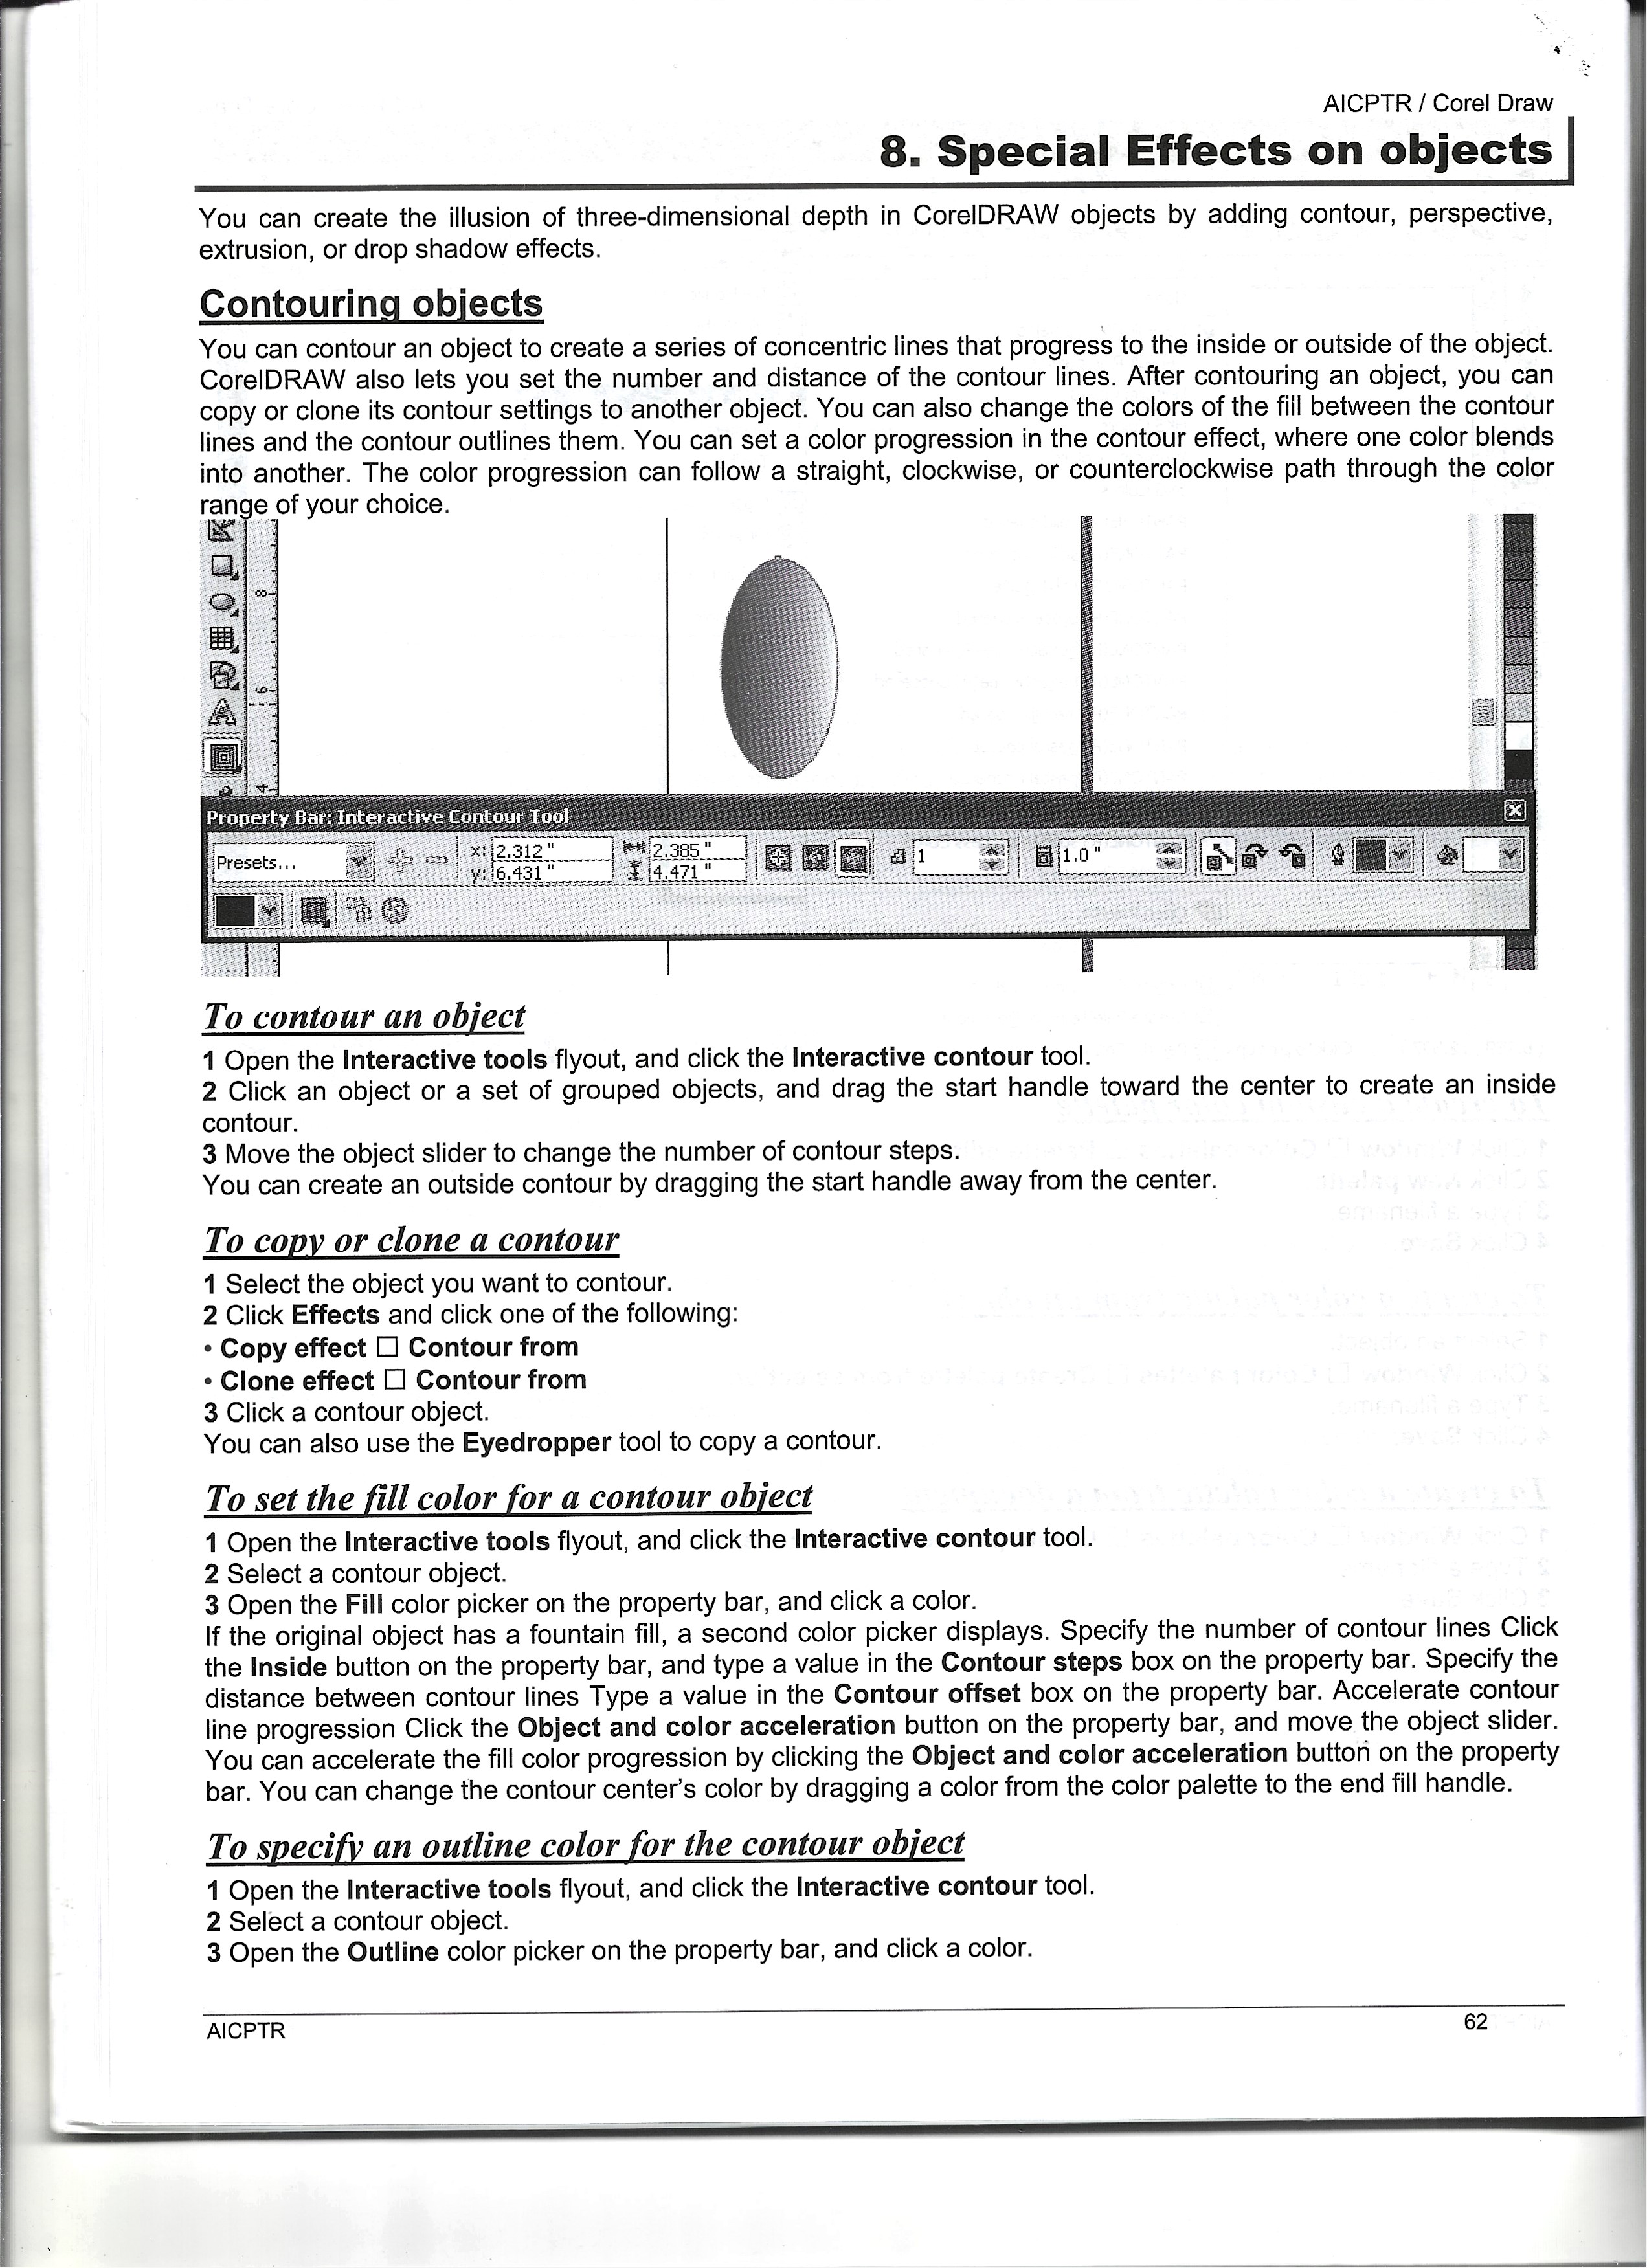 AICPTR / Corel Draw
8. Special Effects on objects
You can create the illusion of three-dimensional depth in CorelDRAW objects by adding contour, perspective,
extrusion, or drop shadow effects.
Contouring objects
You can contour an object to create a series of concentric lines that progress to the inside or outside of the object.
CorelDRAW also lets you set the number and distance of the contour lines. After contouring an object, you can
copy or clone its contour settings to another object. You can also change the colors of the fill between the contour
lines and the contour outlines them. You can set a color progression in the contour effect, where one color blends
into another. The color progression can follow a straight, clockwise, or counterclockwise path through the color
range of your choice.
8
6
4
Property Bar: Interactive Contour Tool
Presets... x: 2.312 " 2.385 " 1 1.0 "
y: 6.431 " 4.471 "
To contour an object
1 Open the Interactive tools flyout, and click the Interactive contour tool.
2 Click an object or a set of grouped objects, and drag the start handle toward the center to create an inside
contour.
3 Move the object slider to change the number of contour steps.
You can create an outside contour by dragging the start handle away from the center.
To copy or clone a contour
1 Select the object you want to contour.
2 Click Effects and click one of the following:
• Copy effect □ Contour from
• Clone effect □ Contour from
3 Click a contour object.
You can also use the Eyedropper tool to copy a contour.
To set the fill color for a contour object
1 Open the Interactive tools flyout, and click the Interactive contour tool.
2 Select a contour object.
3 Open the Fill color picker on the property bar, and click a color.
If the original object has a fountain fill, a second color picker displays. Specify the number of contour lines Click
the Inside button on the property bar, and type a value in the Contour steps box on the property bar. Specify the
distance between contour lines Type a value in the Contour offset box on the property bar. Accelerate contour
line progression Click the Object and color acceleration button on the property bar, and move the object slider.
You can accelerate the fill color progression by clicking the Object and color acceleration button on the property
bar. You can change the contour center's color by dragging a color from the color palette to the end fill handle.
To specify an outline color for the contour object
1 Open the Interactive tools flyout, and click the Interactive contour tool.
2 Select a contour object.
3 Open the Outline color picker on the property bar, and click a color.
AICPTR 62